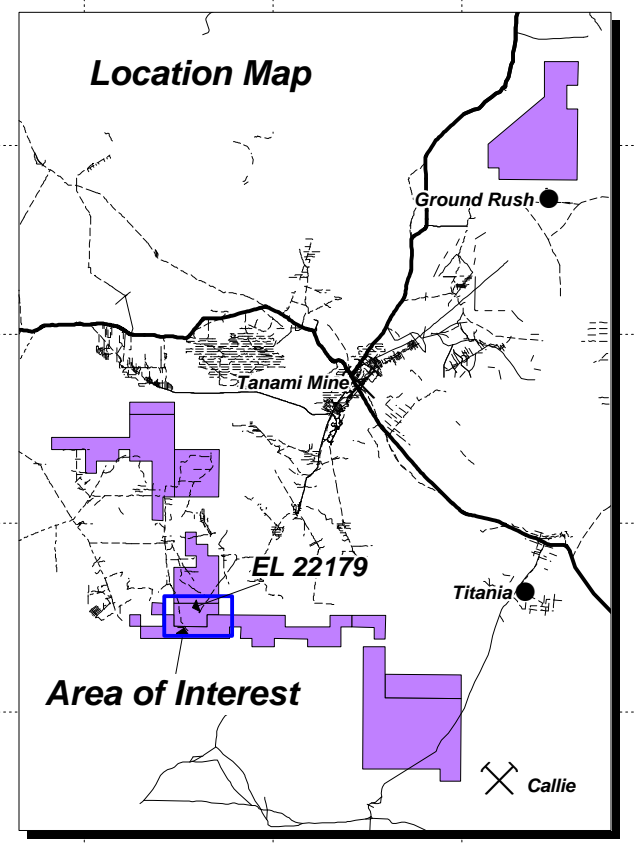 Location Map
Ground Rush
Tanami Mine
EL 22179
Titania
Area of Interest
Callie